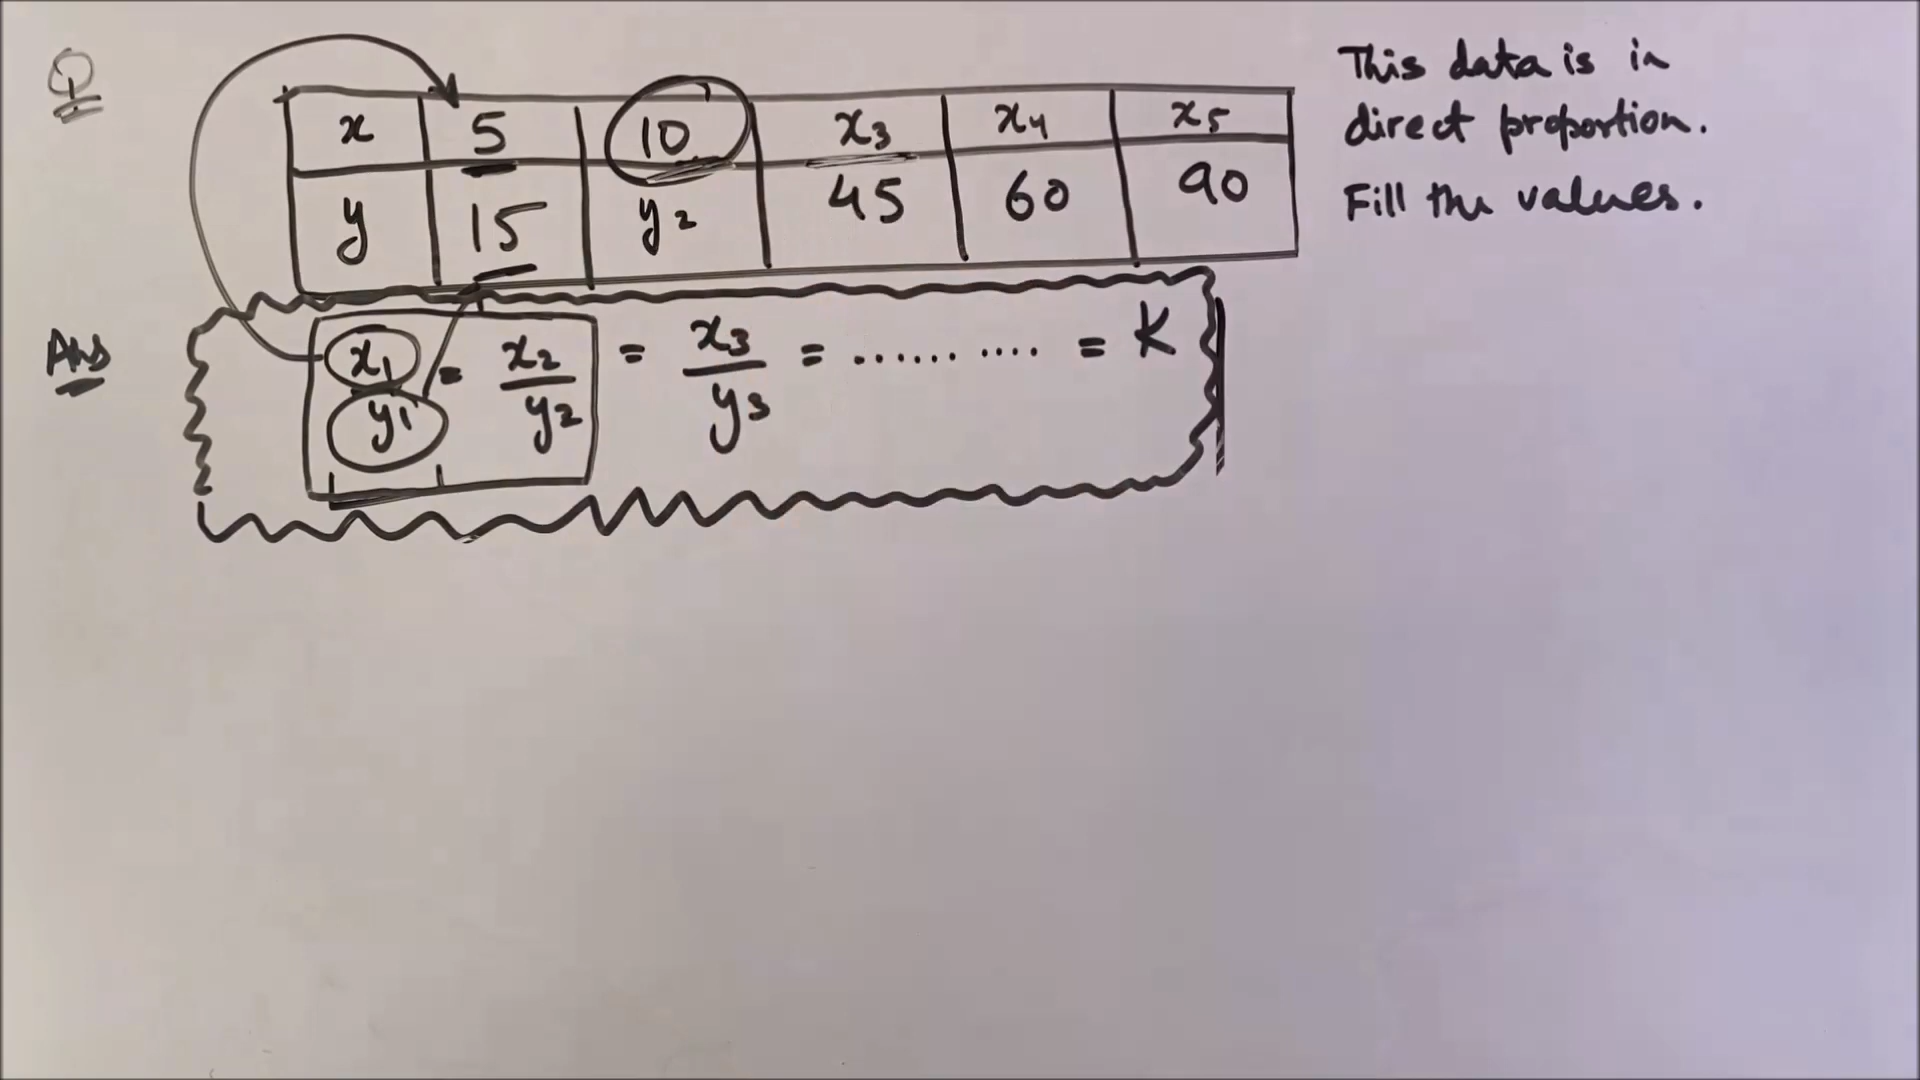 Q
This data is in
direct proportion.
Fill the values.
x 5 10 x₃ x₄ x₅
y 15 y₂ 45 60 90
Ans
x₁/y₁ = x₂/y₂ = x₃/y₃ = .......... = K